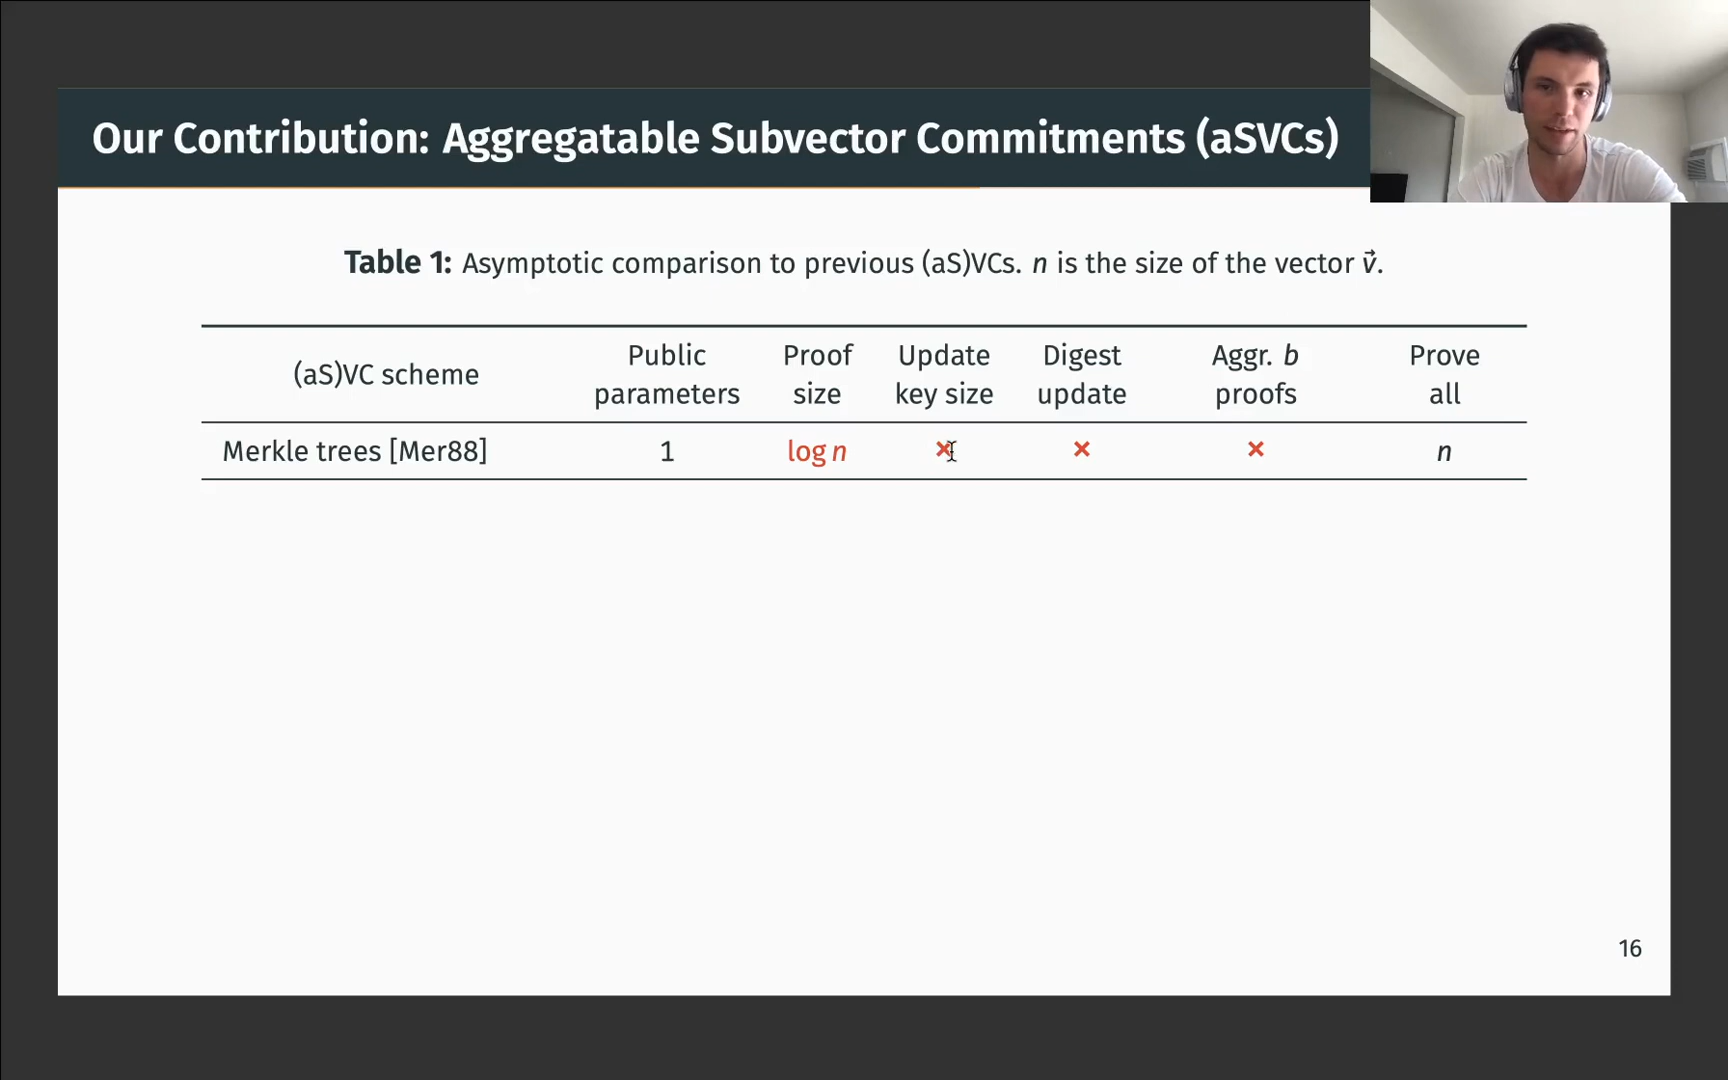 Our Contribution: Aggregatable Subvector Commitments (aSVCs)
Table 1: Asymptotic comparison to previous (aS)VCs. n is the size of the vector v⃗.
(aS)VC scheme Public parameters Proof size Update key size Digest update Aggr. b proofs Prove all
Merkle trees [Mer88] 1 log n × × × n
16